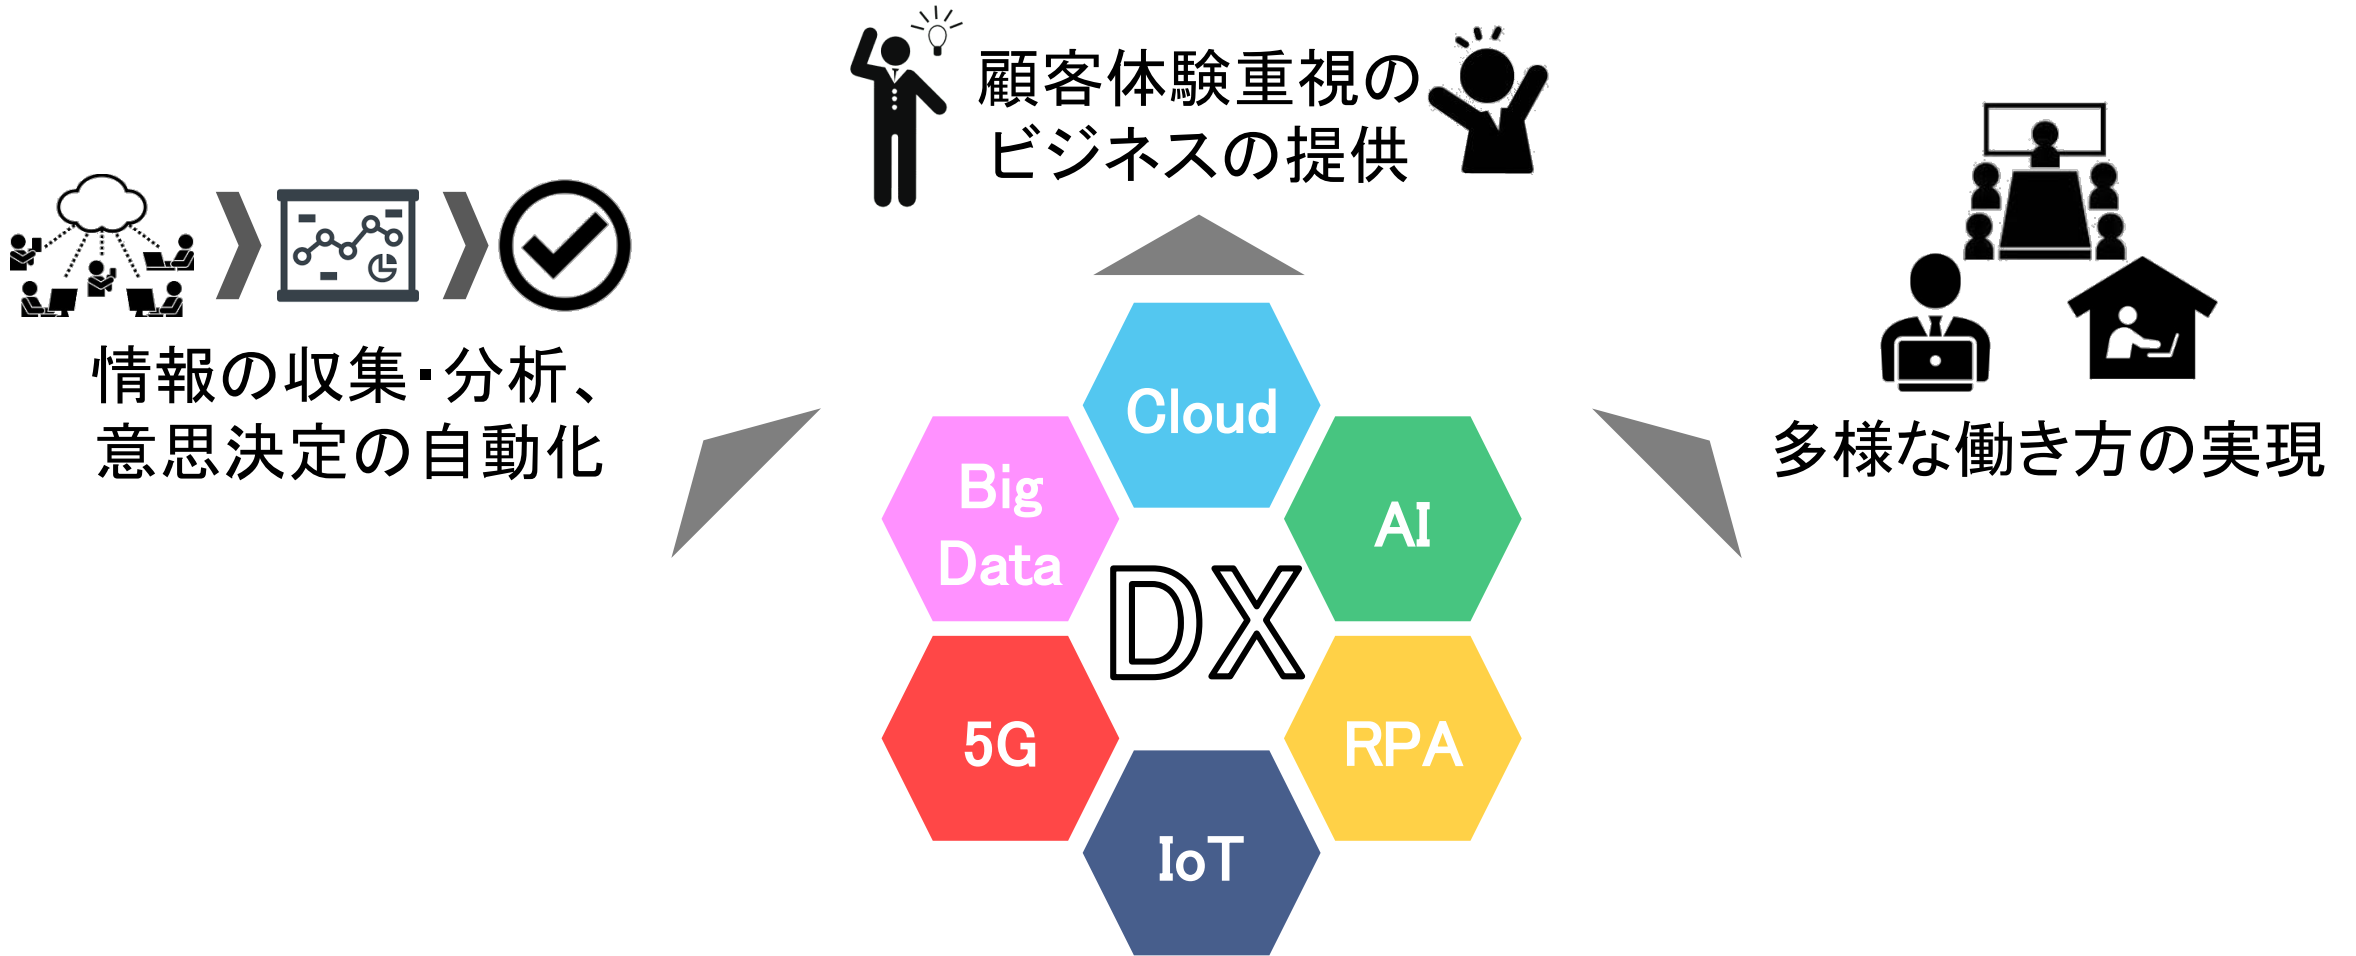 顧客体験重視の
ビジネスの提供
情報の収集・分析、
意思決定の自動化
多様な働き方の実現
Cloud
Big
Data
AI
DX
5G
RPA
IoT